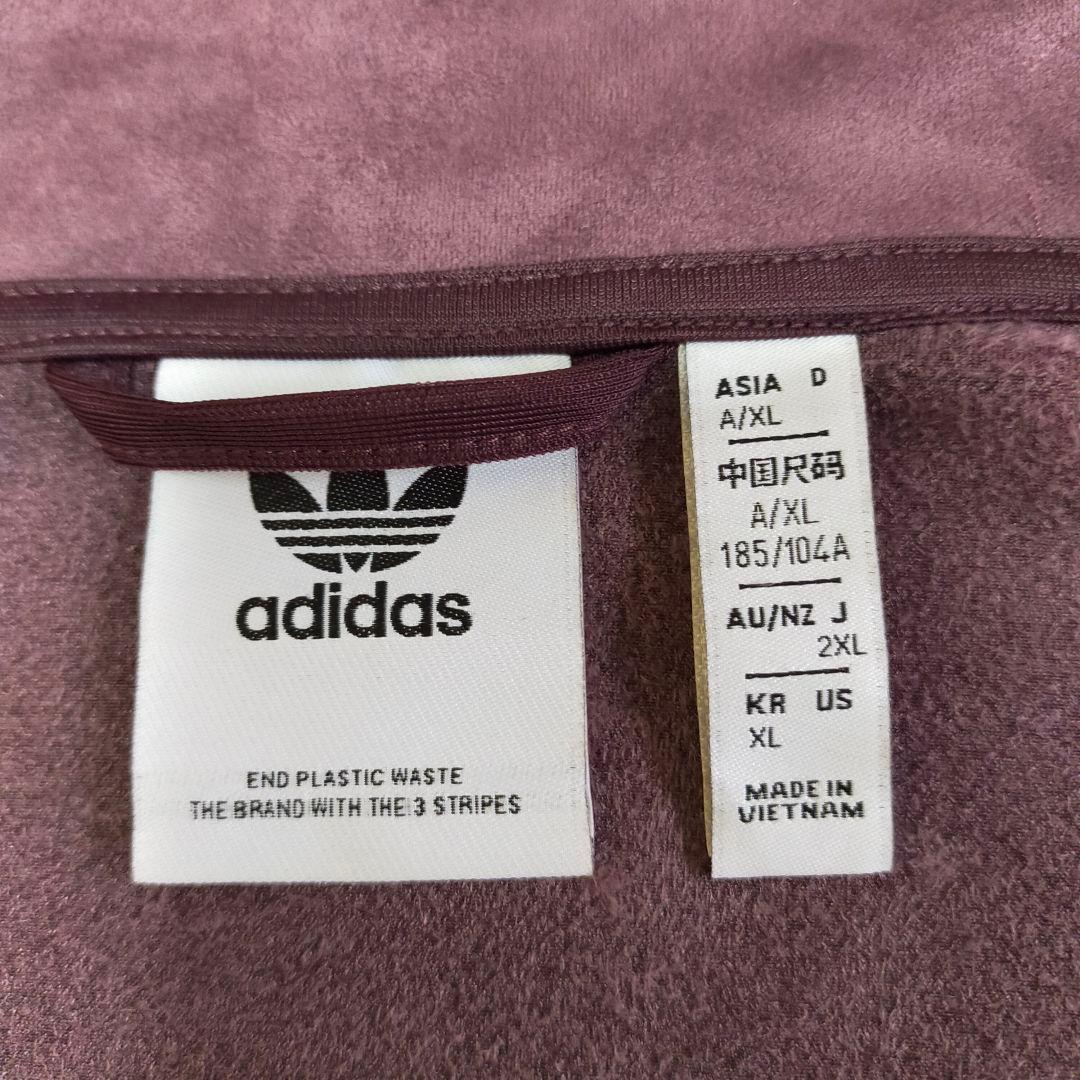 adidas
END PLASTIC WASTE
THE BRAND WITH THE 3 STRIPES
ASIA D
A/XL
中国尺码
A/XL
185/104A
AU/NZ J
2XL
KR US
XL
MADE IN
VIETNAM